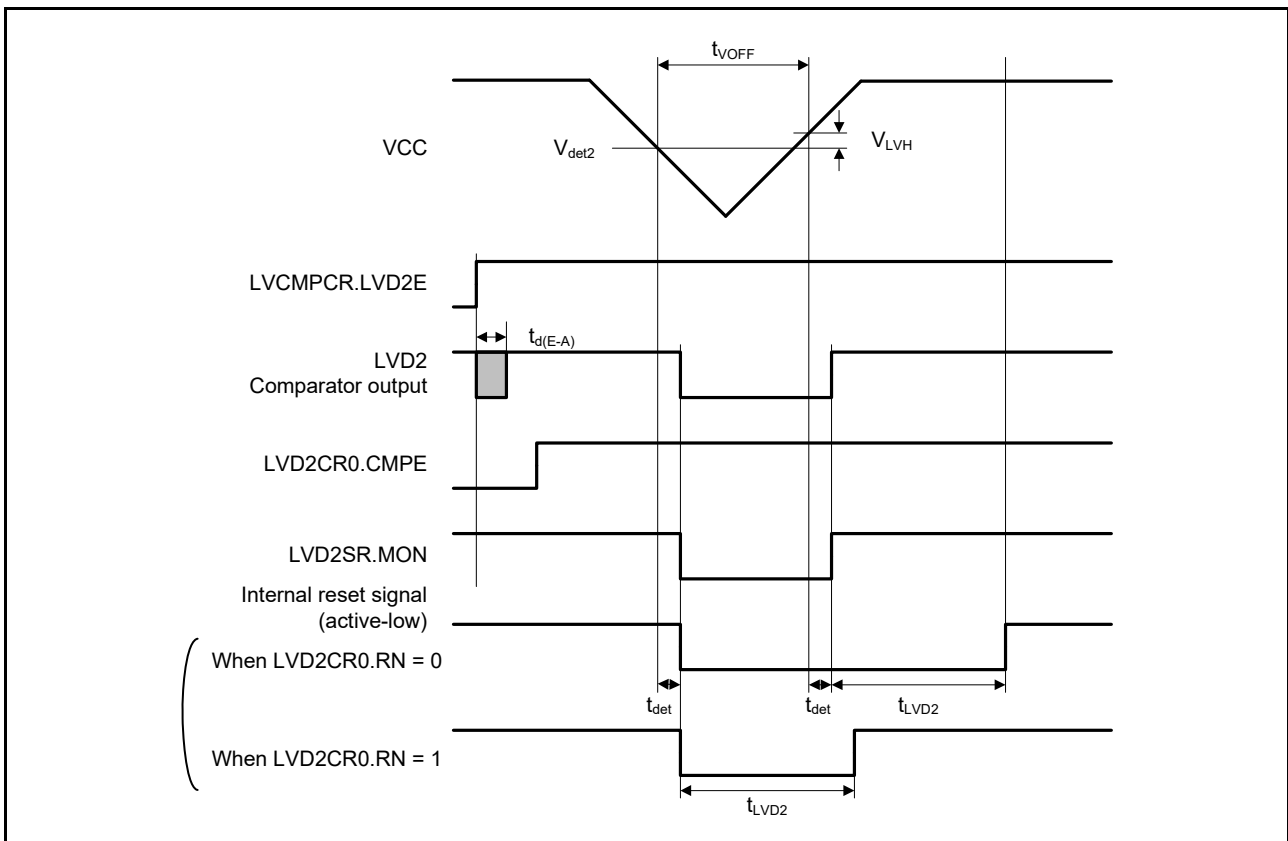 tVOFF
VCC
Vdet2
VLVH
LVCMPCR.LVD2E
td(E-A)
LVD2
Comparator output
LVD2CR0.CMPE
LVD2SR.MON
Internal reset signal
(active-low)
When LVD2CR0.RN = 0
tdet
tdet
tLVD2
When LVD2CR0.RN = 1
tLVD2